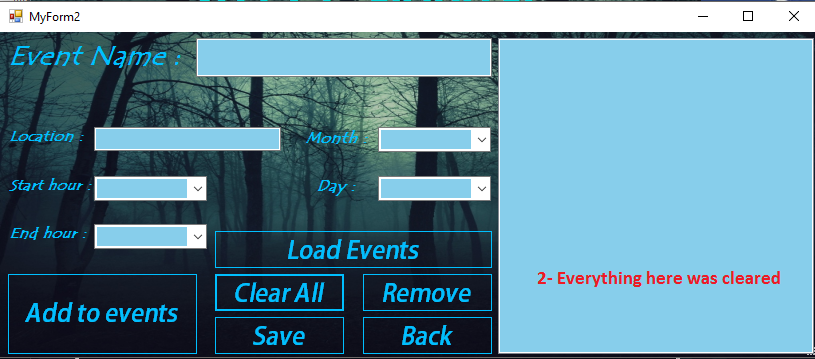 MyForm2
Event Name :
Location :
Month :
Start hour :
Day :
End hour :
Load Events
2- Everything here was cleared
Add to events
Clear All
Remove
Save
Back